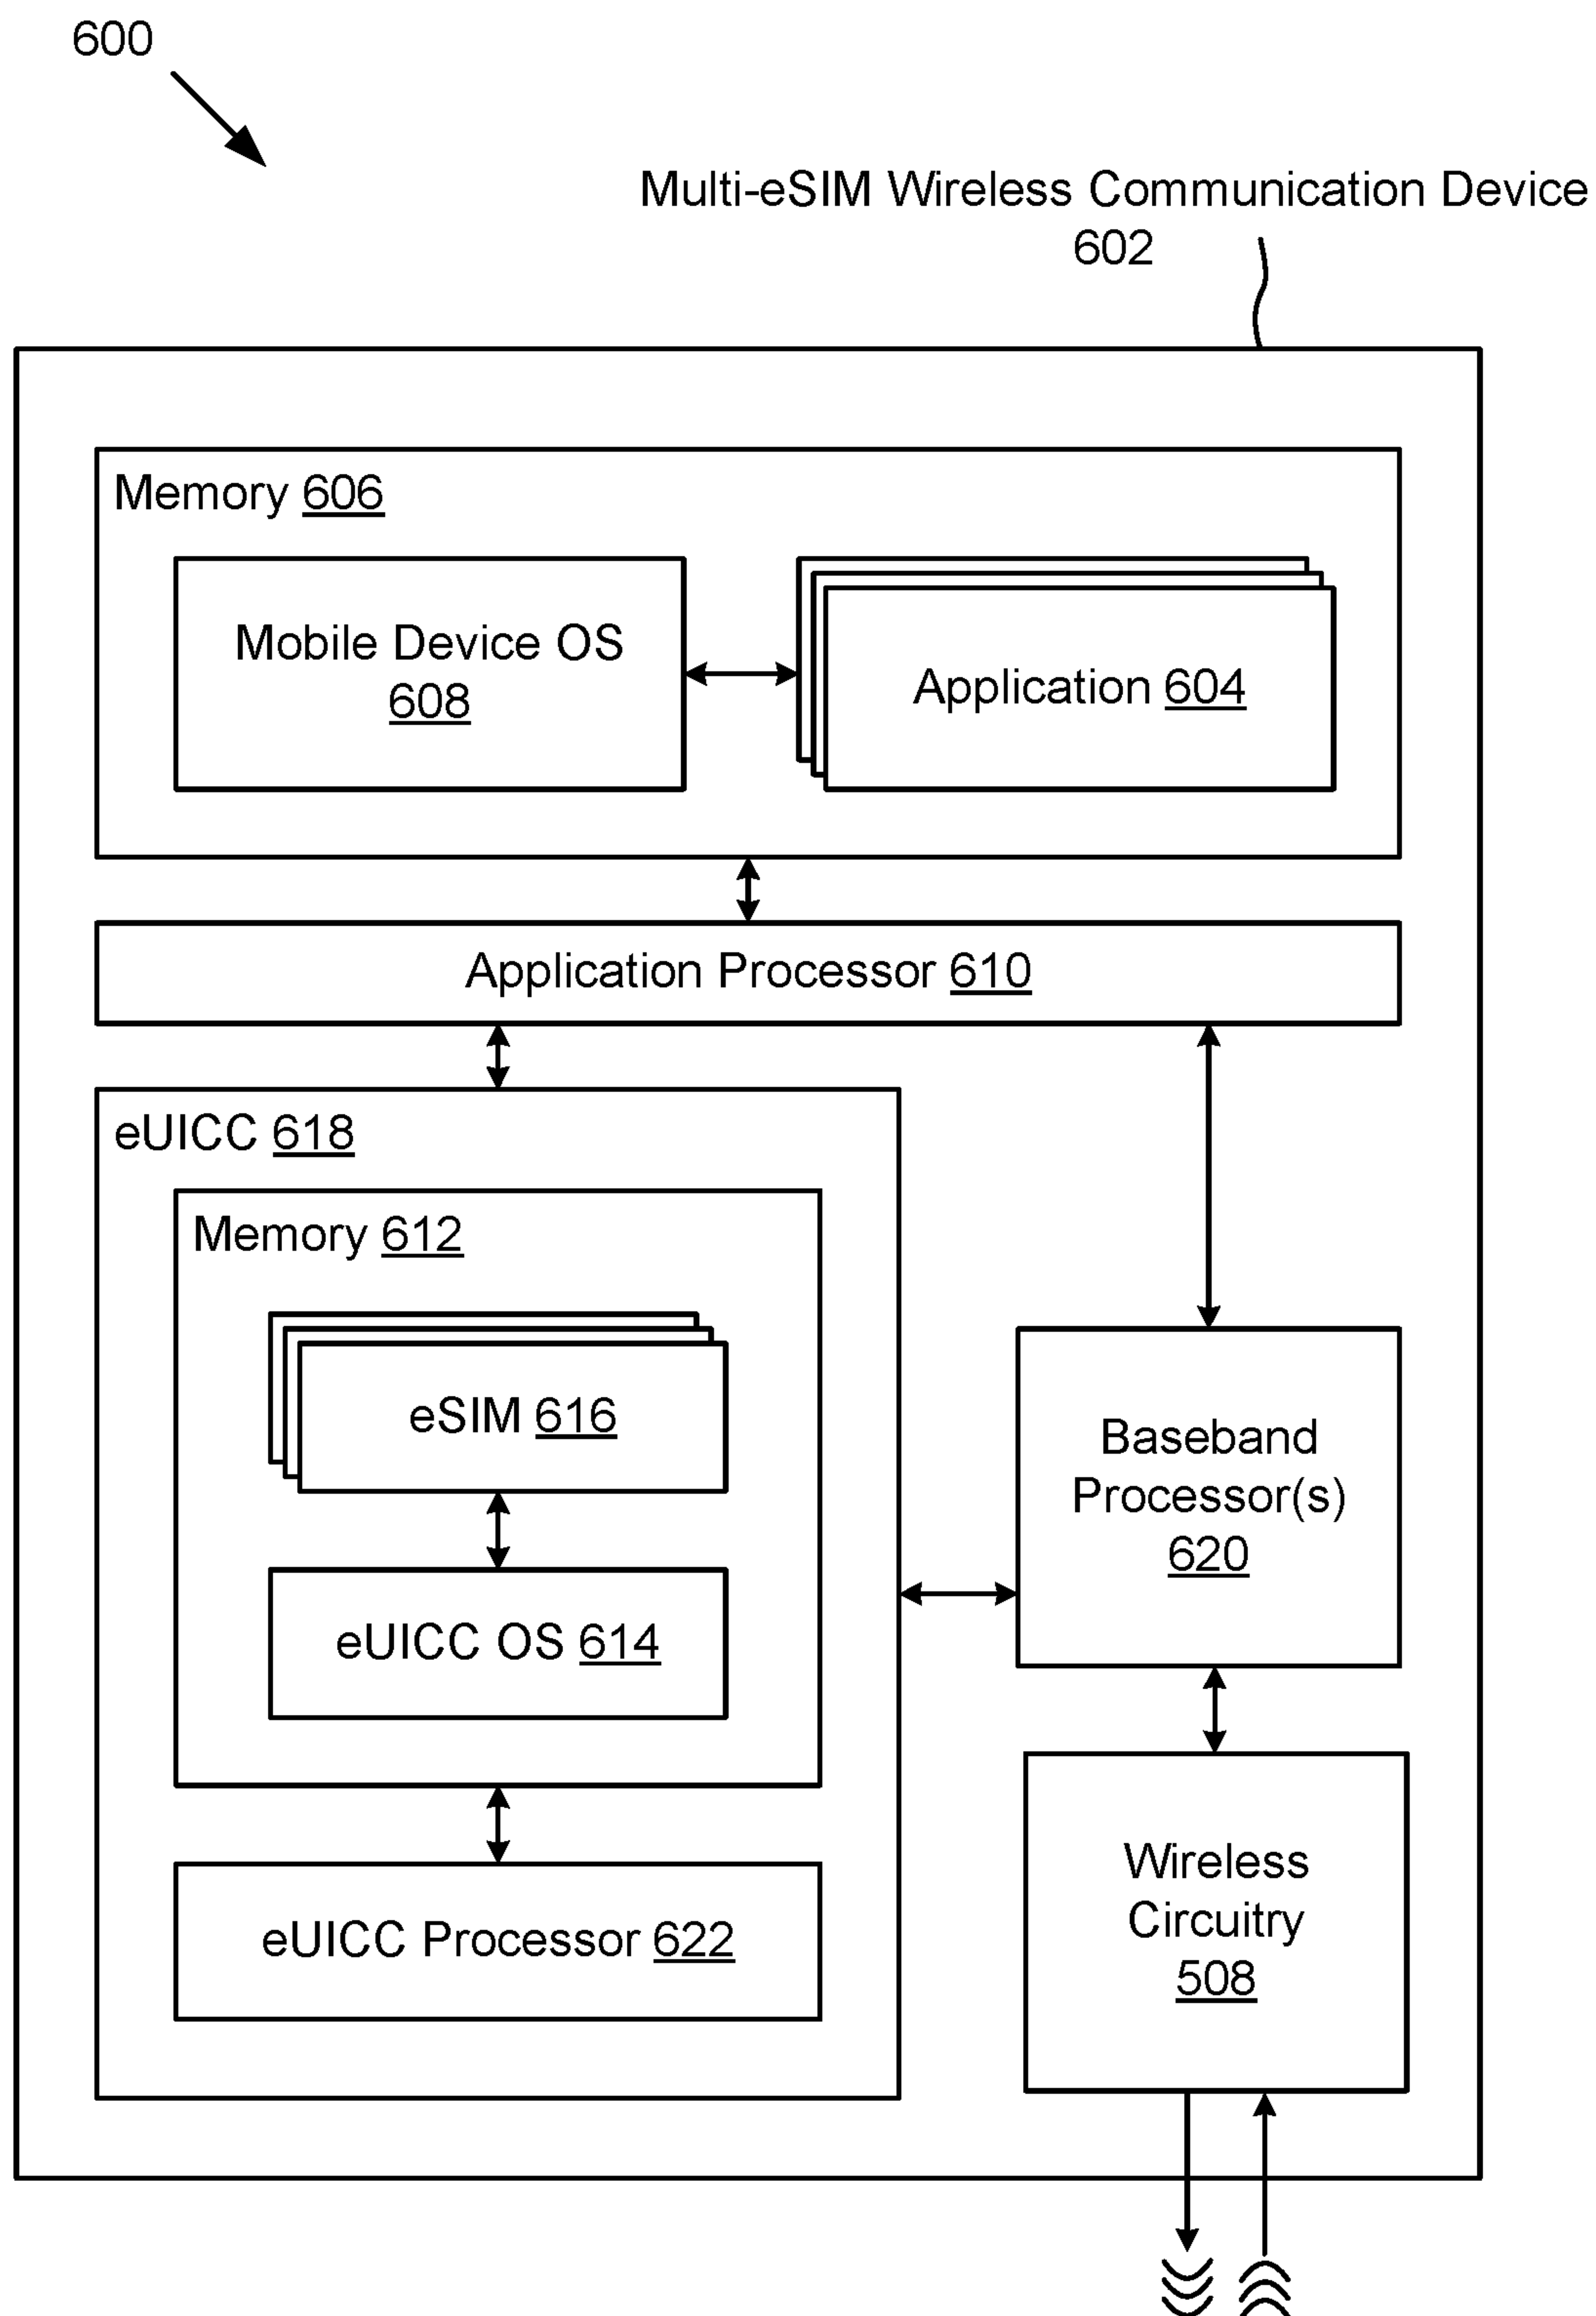 600
Multi-eSIM Wireless Communication Device
602
Memory 606
Mobile Device OS
608
Application 604
Application Processor 610
eUICC 618
Memory 612
eSIM 616
eUICC OS 614
eUICC Processor 622
Baseband
Processor(s)
620
Wireless
Circuitry
508